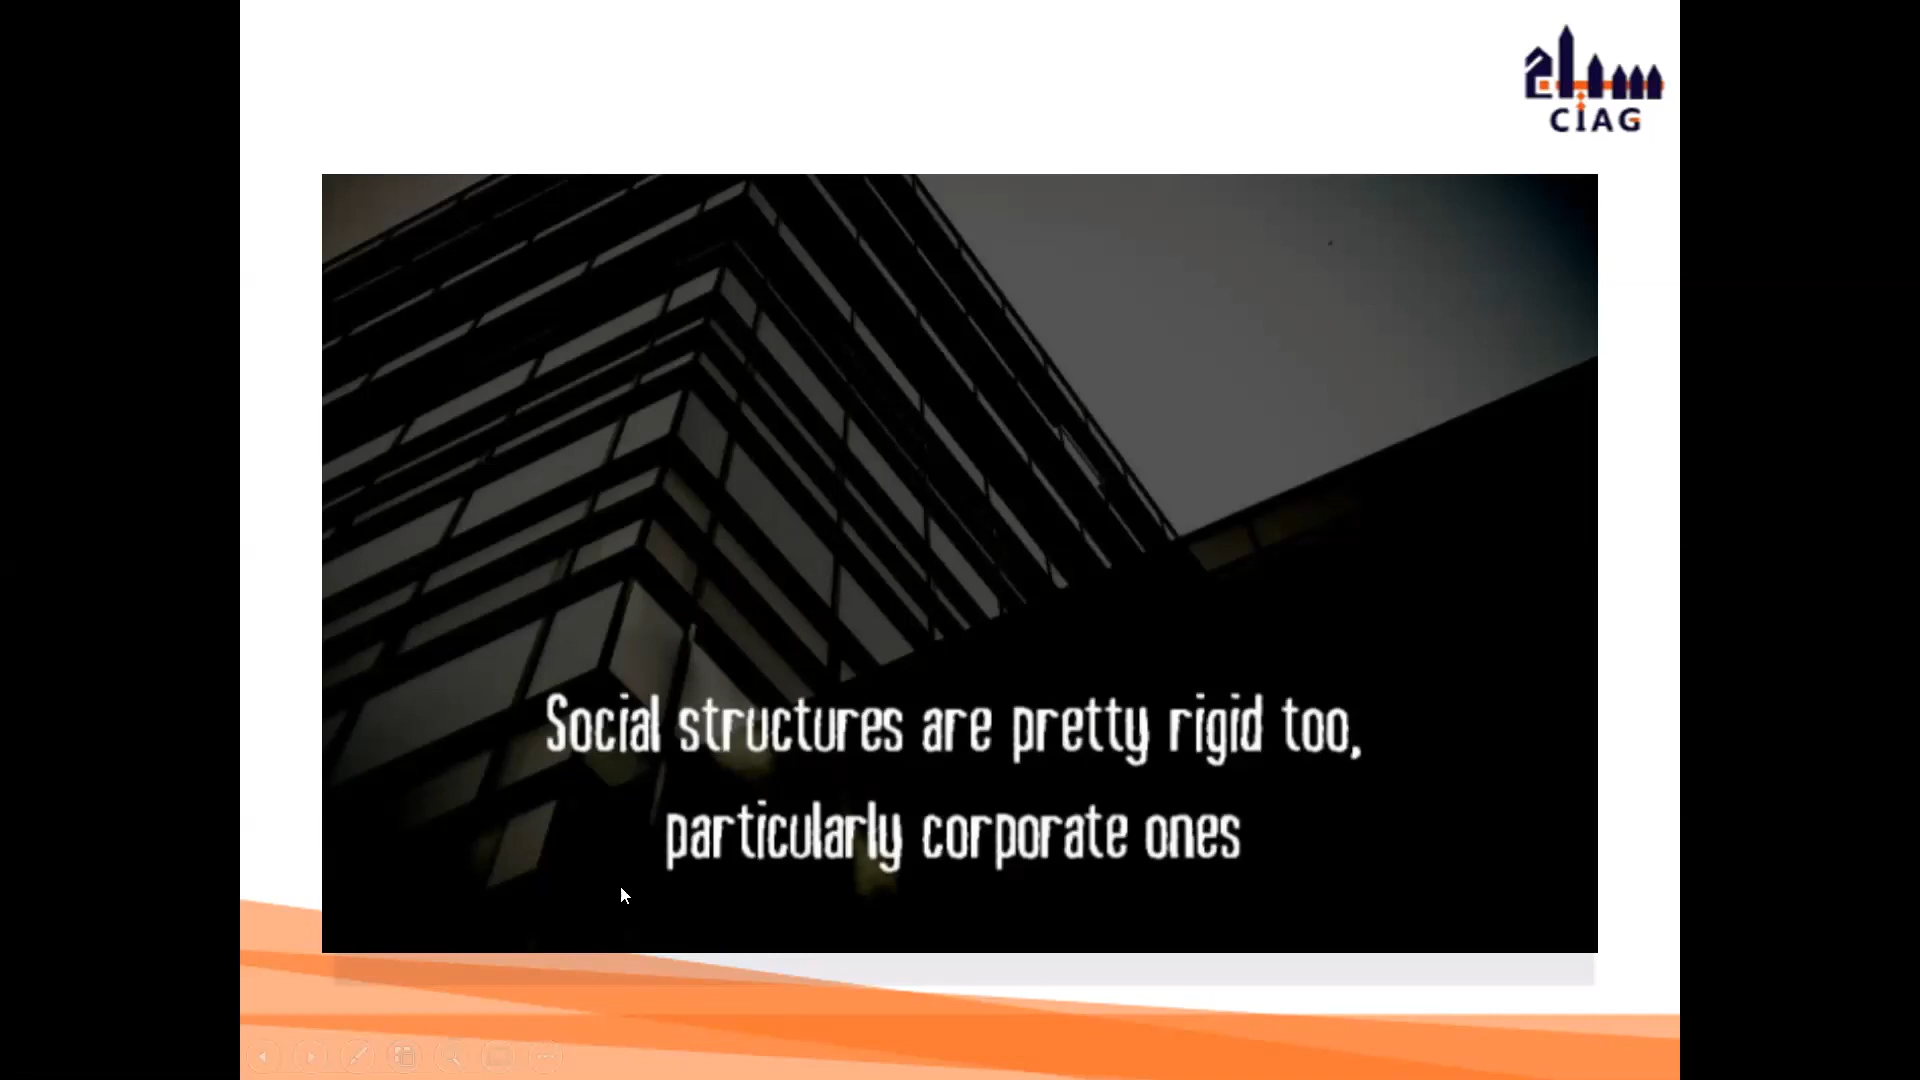 CIAG
Social structures are pretty rigid too,
particularly corporate ones